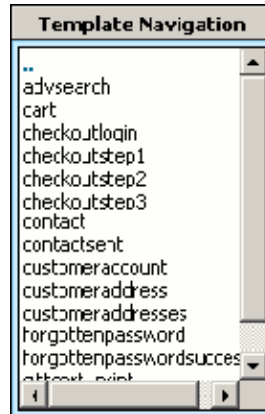 Template Navigation
..
advsearch
cart
checkoutlogin
checkoutstep1
checkoutstep2
checkoutstep3
contact
contactsent
customeraccount
customeraddress
customeraddresses
forgottenpassword
forgottenpasswordsucces